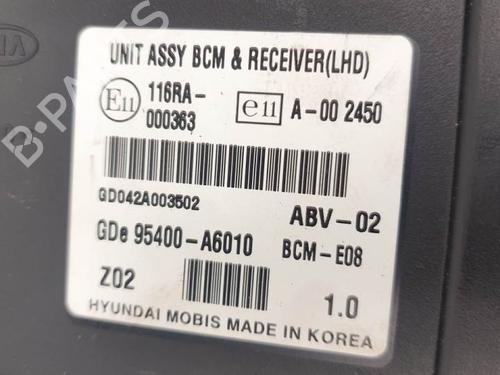 UNIT ASSY BCM & RECEIVER(LHD)
E11 116RA-
000363
e11 A-00 2450
GD042A003502
ABV-02
GDe 95400-A6010 BCM-E08
Z02 1.0
HYUNDAI MOBIS MADE IN KOREA
B-PARTS